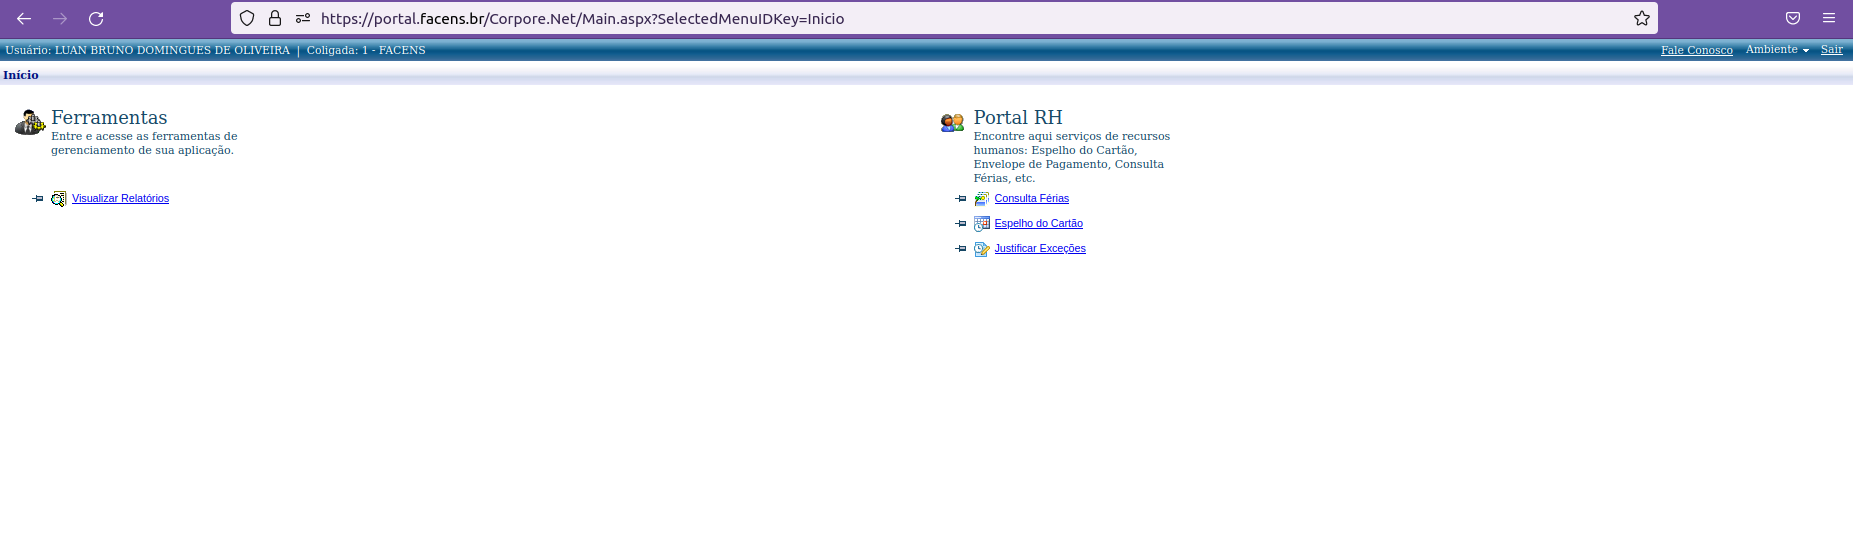 https://portal.facens.br/Corpore.Net/Main.aspx?SelectedMenuIDKey=Inicio
Usuário: LUAN BRUNO DOMINGUES DE OLIVEIRA | Coligada: 1 - FACENS
Fale Conosco Ambiente Sair
Início
Ferramentas
Entre e acesse as ferramentas de
gerenciamento de sua aplicação.
Visualizar Relatórios
Portal RH
Encontre aqui serviços de recursos
humanos: Espelho do Cartão,
Envelope de Pagamento, Consulta
Férias, etc.
Consulta Férias
Espelho do Cartão
Justificar Exceções